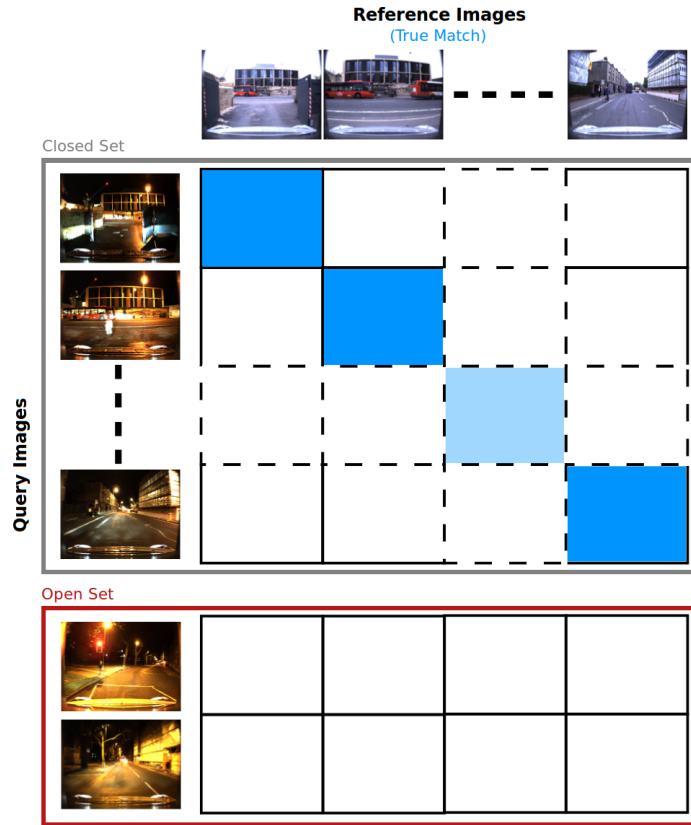 Reference Images
(True Match)
Closed Set
Query Images
Open Set